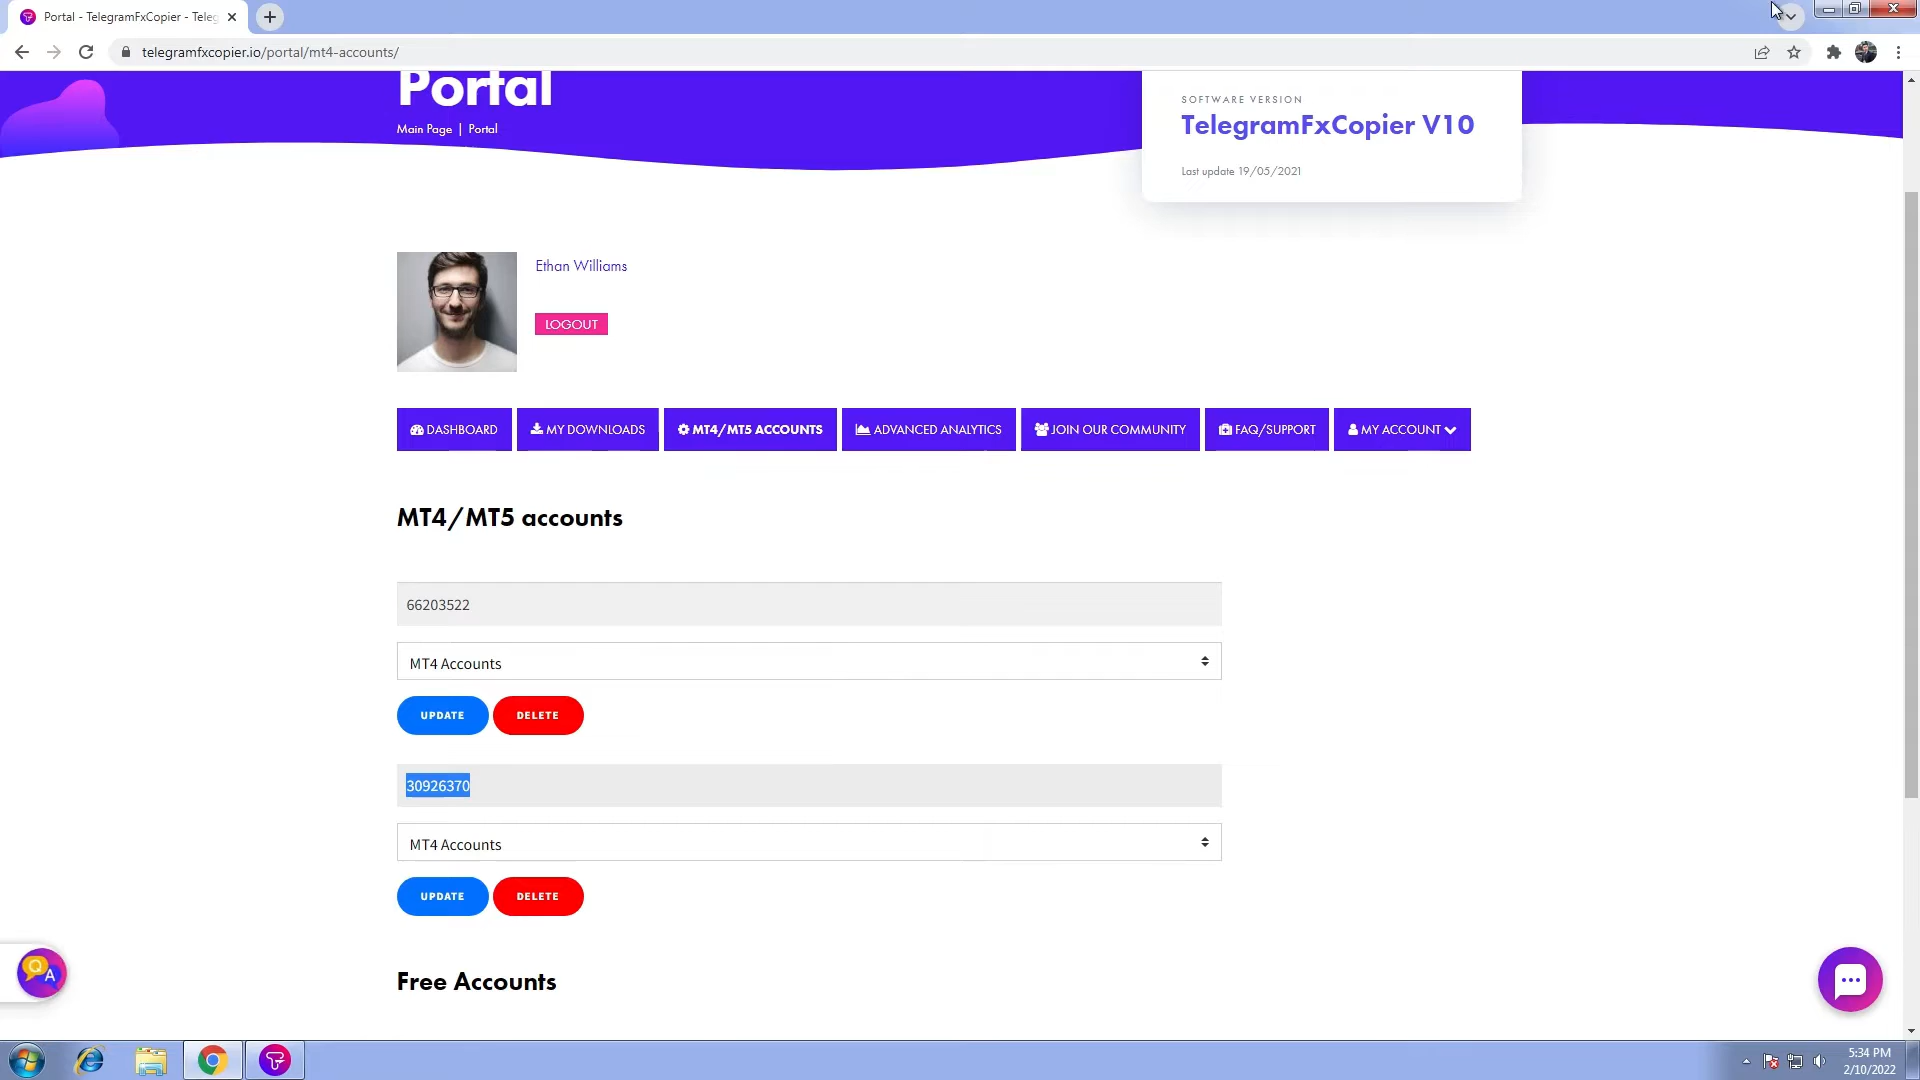 Portal - TelegramFxCopier - Teleg
telegramfxcopier.io/portal/mt4-accounts/
Portal
Main Page | Portal
SOFTWARE VERSION
TelegramFxCopier V10
Last update 19/05/2021
Ethan Williams
LOGOUT
DASHBOARD MY DOWNLOADS MT4/MT5 ACCOUNTS ADVANCED ANALYTICS JOIN OUR COMMUNITY FAQ/SUPPORT MY ACCOUNT
MT4/MT5 accounts
66203522
MT4 Accounts
UPDATE DELETE
30926370
MT4 Accounts
UPDATE DELETE
Free Accounts
Q A
5:34 PM
2/10/2022